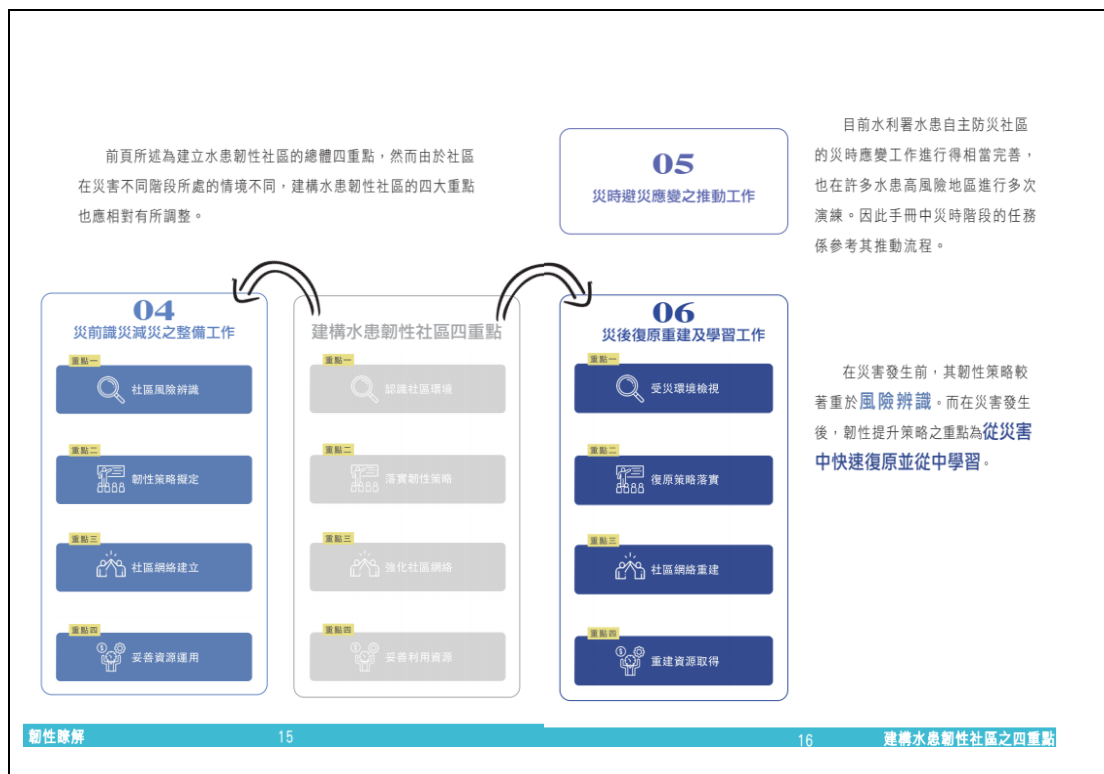 前頁所述為建立水患韌性社區的總體四重點，然而由於社區
在災害不同階段所處的情境不同，建構水患韌性社區的四大重點
也應相對有所調整。
04
災前識災減災之整備工作
重點一
社區風險辨識
重點二
韌性策略擬定
重點三
社區網絡建立
重點四
妥善資源運用
建構水患韌性社區四重點
重點一
認識社區環境
重點二
落實韌性策略
重點三
強化社區網絡
重點四
妥善利用資源
05
災時避災應變之推動工作
06
災後復原重建及學習工作
重點一
受災環境檢視
重點二
復原策略落實
重點三
社區網絡重建
重點四
重建資源取得
目前水利署水患自主防災社區
的災時應變工作進行得相當完善，
也在許多水患高風險地區進行多次
演練。因此手冊中災時階段的任務
係參考其推動流程。
在災害發生前，其韌性策略較
著重於風險辨識。而在災害發生
後，韌性提升策略之重點為從災害
中快速復原並從中學習。
韌性瞭解
15
16
建構水患韌性社區之四重點